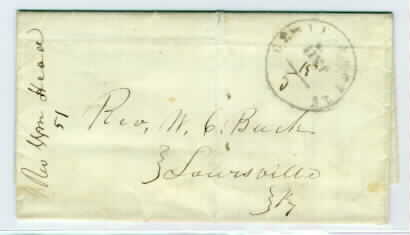 Rev. Wm Head
51
Rev. W. C. Buck
Louisville
Ky
5